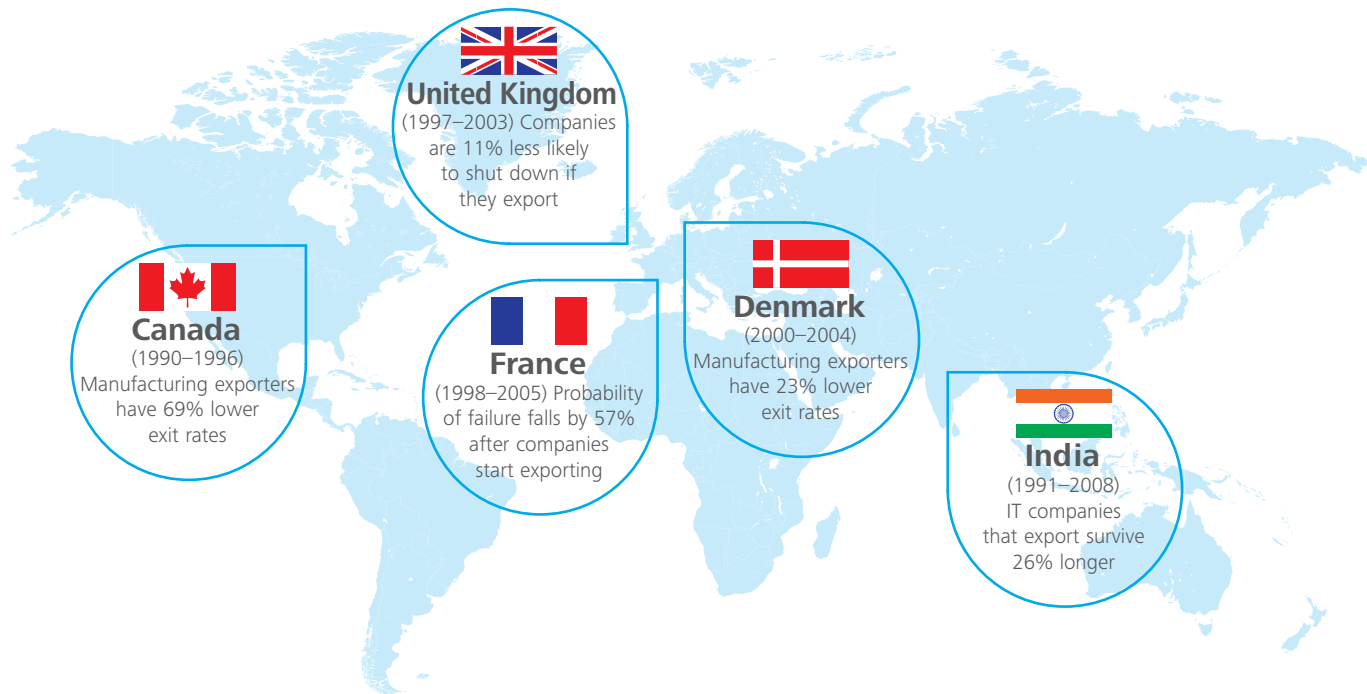 United Kingdom
(1997–2003) Companies
are 11% less likely
to shut down if
they export
Canada
(1990–1996)
Manufacturing exporters
have 69% lower
exit rates
France
(1998–2005) Probability
of failure falls by 57%
after companies
start exporting
Denmark
(2000–2004)
Manufacturing exporters
have 23% lower
exit rates
India
(1991–2008)
IT companies
that export survive
26% longer